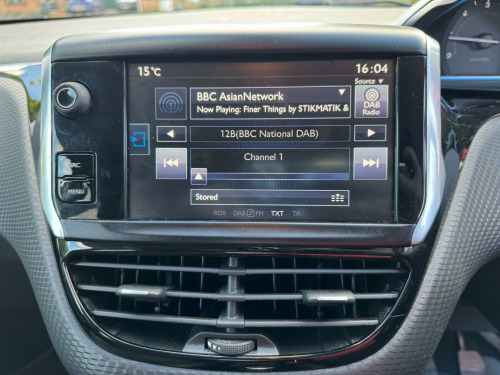 15°C
16:04
Source ▼
BBC AsianNetwork ▼
Now Playing: Finer Things by STIKMATIK &
DAB
Radio
12B(BBC National DAB)
Channel 1
Stored
RDS DAB FM TXT TA
SRC
MENU